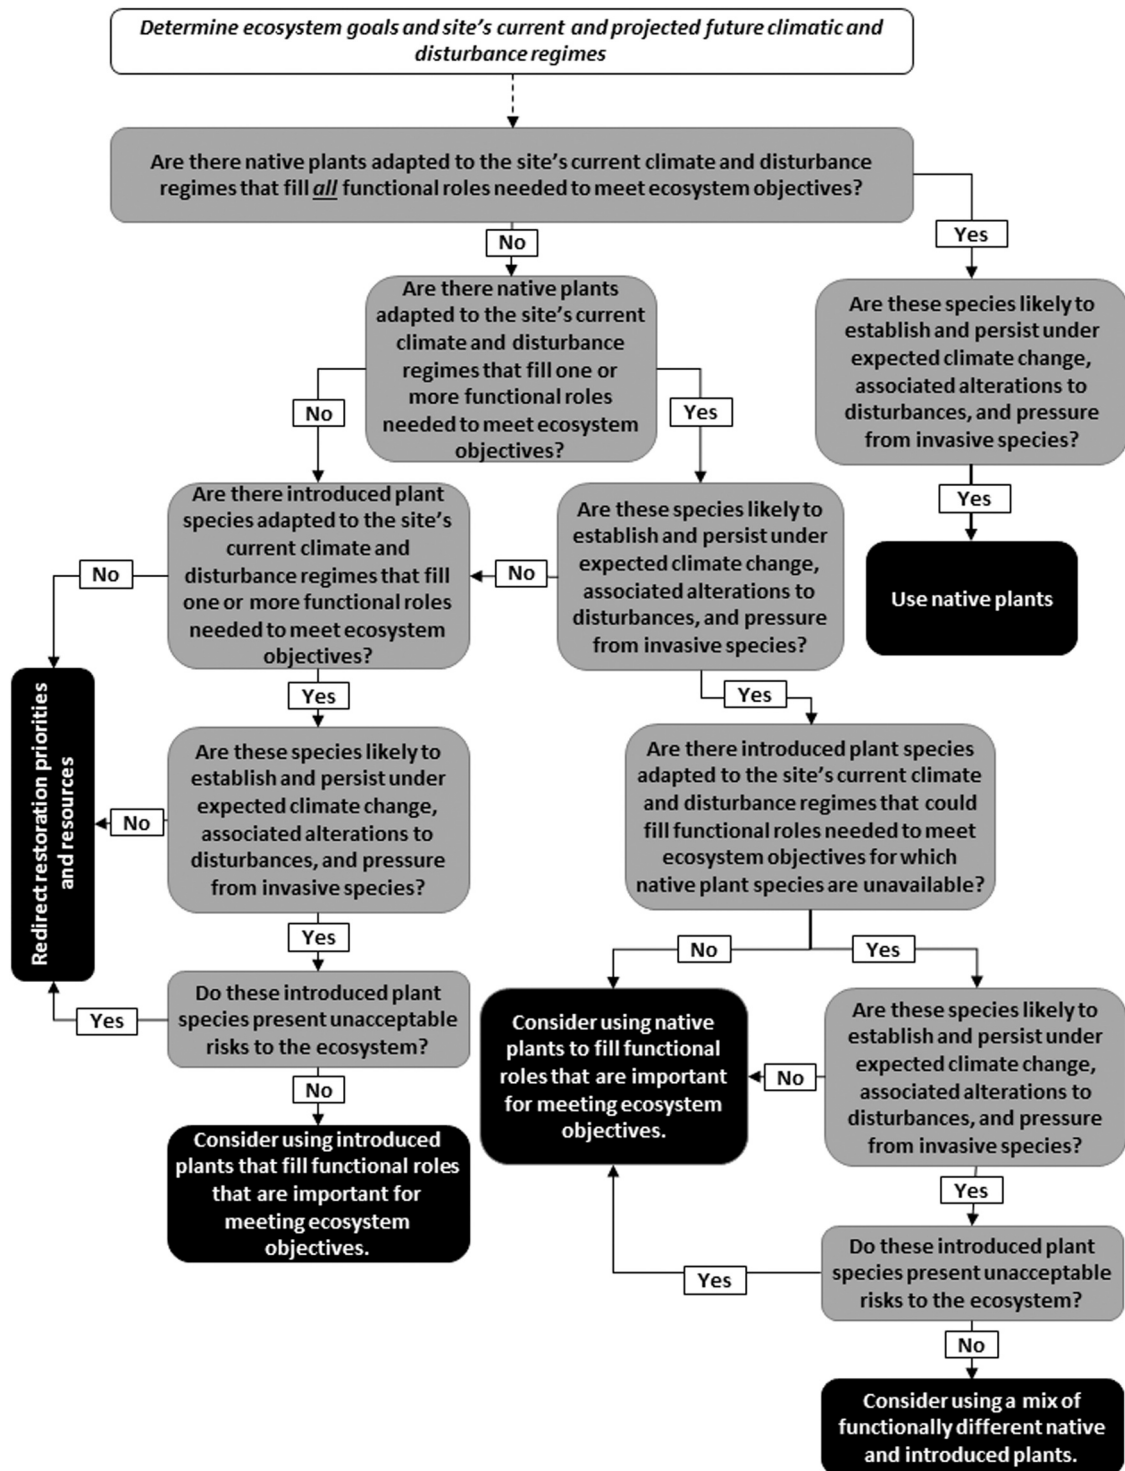 Determine ecosystem goals and site's current and projected future climatic and
disturbance regimes
Are there native plants adapted to the site's current climate and disturbance
regimes that fill all functional roles needed to meet ecosystem objectives?
No
Yes
Are there native plants
adapted to the site's current
climate and disturbance
regimes that fill one or
more functional roles
needed to meet ecosystem
objectives?
Are these species likely to
establish and persist under
expected climate change,
associated alterations to
disturbances, and pressure
from invasive species?
No
Yes
Yes
Use native plants
Are there introduced plant
species adapted to the site's
current climate and
disturbance regimes that fill
one or more functional roles
needed to meet ecosystem
objectives?
Are these species likely to
establish and persist under
expected climate change,
associated alterations to
disturbances, and pressure
from invasive species?
No
No
Yes
Yes
Redirect restoration priorities
and resources
Are these species likely to
establish and persist under
expected climate change,
associated alterations to
disturbances, and pressure
from invasive species?
Are there introduced plant species
adapted to the site's current climate
and disturbance regimes that could
fill functional roles needed to meet
ecosystem objectives for which
native plant species are unavailable?
No
Yes
No
Yes
Do these introduced plant
species present unacceptable
risks to the ecosystem?
Yes
No
Consider using native
plants to fill functional
roles that are important
for meeting ecosystem
objectives.
Are these species likely to
establish and persist under
expected climate change,
associated alterations to
disturbances, and pressure
from invasive species?
No
Yes
Consider using introduced
plants that fill functional roles
that are important for
meeting ecosystem
objectives.
Do these introduced plant
species present unacceptable
risks to the ecosystem?
Yes
No
Consider using a mix of
functionally different native
and introduced plants.